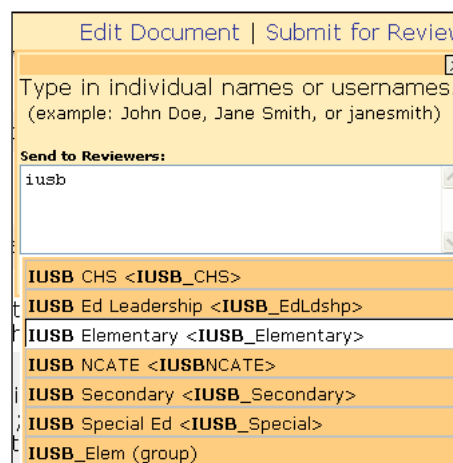 Edit Document | Submit for Review
Type in individual names or usernames.
(example: John Doe, Jane Smith, or janesmith)
Send to Reviewers:
iusb
IUSB CHS <IUSB_CHS>
IUSB Ed Leadership <IUSB_EdLdshp>
IUSB Elementary <IUSB_Elementary>
IUSB NCATE <IUSBNCATE>
IUSB Secondary <IUSB_Secondary>
IUSB Special Ed <IUSB_Special>
IUSB_Elem (group)